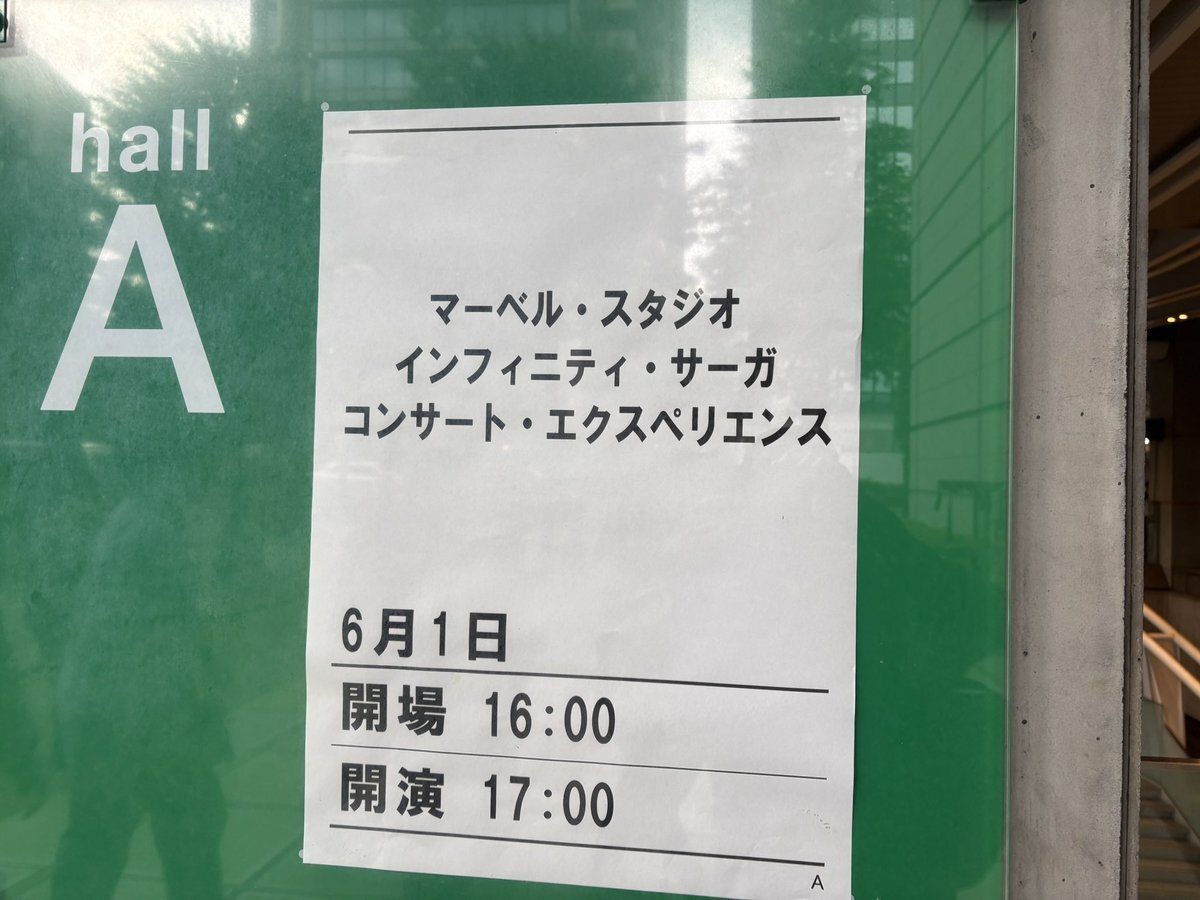 hall
A
マーベル・スタジオ
インフィニティ・サーガ
コンサート・エクスペリエンス
6月1日
開場 16:00
開演 17:00
A